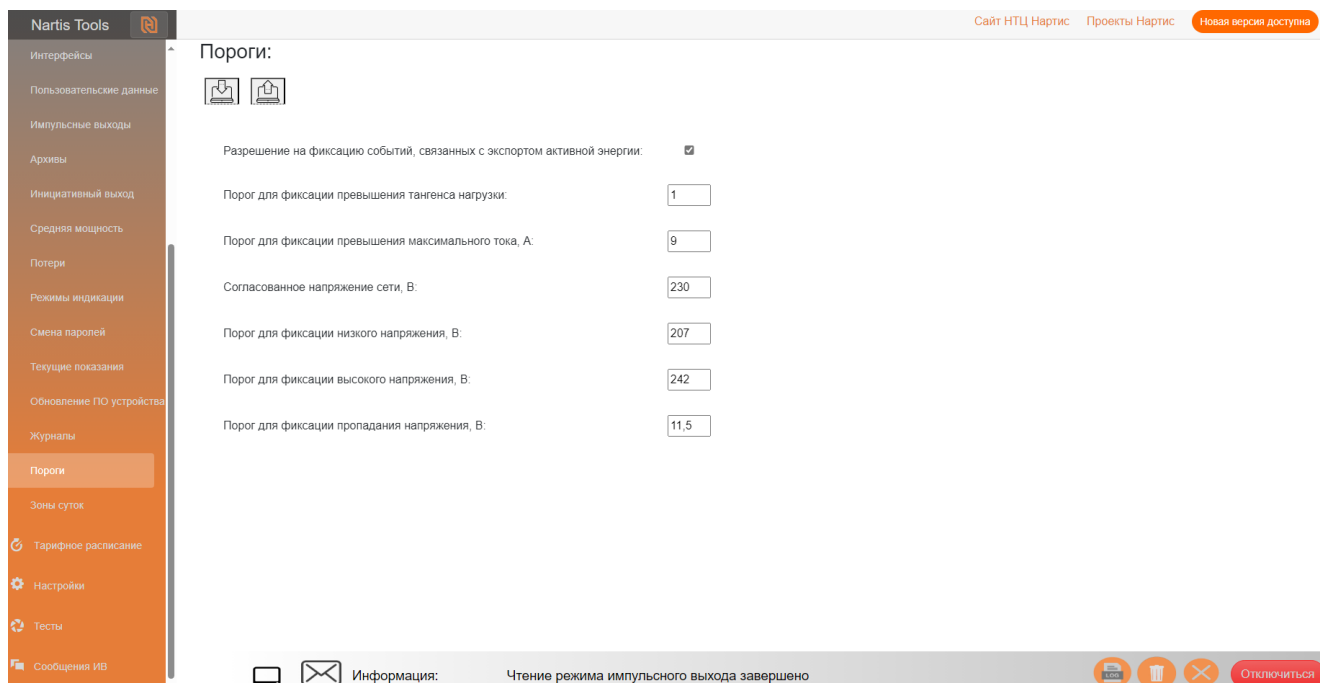 Nartis Tools
Сайт НТЦ Нартис Проекты Нартис Новая версия доступна
Интерфейсы
Пользовательские данные
Импульсные выходы
Архивы
Инициативный выход
Средняя мощность
Потери
Режимы индикации
Смена паролей
Текущие показания
Обновление ПО устройства
Журналы
Пороги
Зоны суток
Тарифное расписание
Настройки
Тесты
Сообщения ИВ
Пороги:
Разрешение на фиксацию событий, связанных с экспортом активной энергии:
Порог для фиксации превышения тангенса нагрузки: 1
Порог для фиксации превышения максимального тока, А: 9
Согласованное напряжение сети, В: 230
Порог для фиксации низкого напряжения, В: 207
Порог для фиксации высокого напряжения, В: 242
Порог для фиксации пропадания напряжения, В: 11,5
Информация: Чтение режима импульсного выхода завершено
LOG
Отключиться